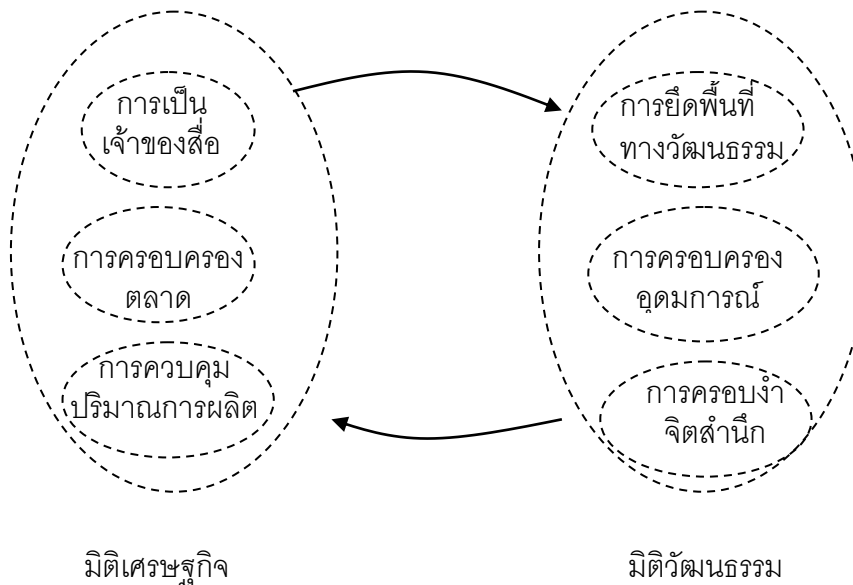 การเป็น
เจ้าของสื่อ
การครอบครอง
ตลาด
การควบคุม
ปริมาณการผลิต
มิติเศรษฐกิจ
การยึดพื้นที่
ทางวัฒนธรรม
การครอบครอง
อุดมการณ์
การครอบงำ
จิตสำนึก
มิติวัฒนธรรม